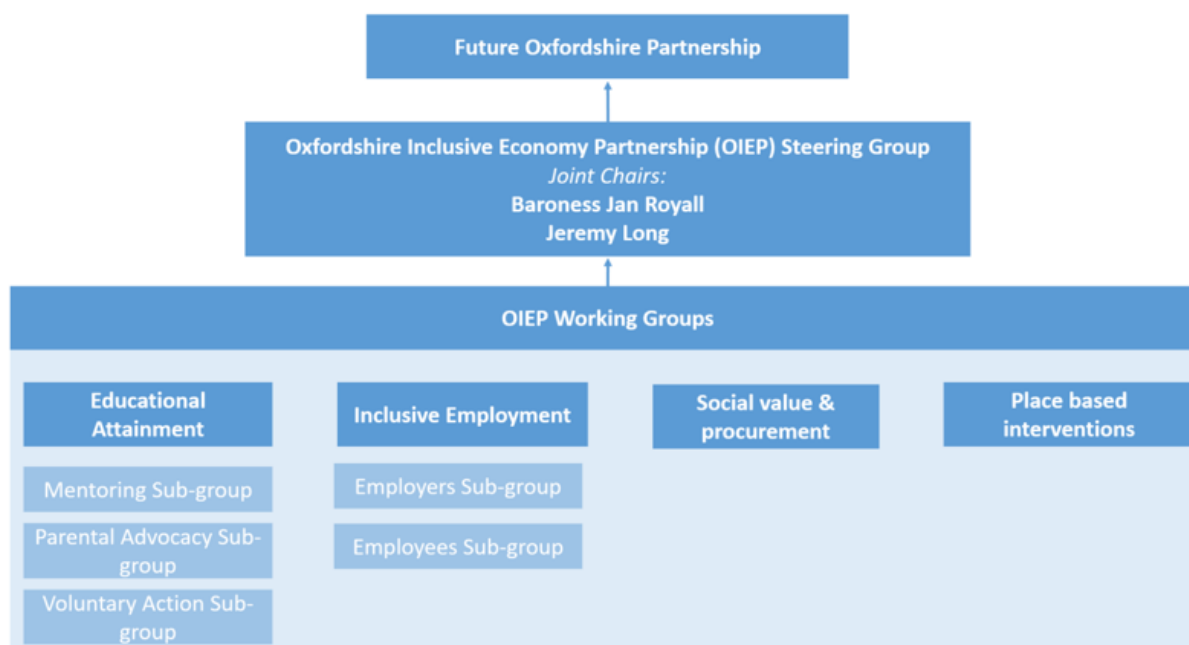 Future Oxfordshire Partnership
Oxfordshire Inclusive Economy Partnership (OIEP) Steering Group
Joint Chairs:
Baroness Jan Royall
Jeremy Long
OIEP Working Groups
Educational
Attainment
Mentoring Sub-group
Parental Advocacy Sub-
group
Voluntary Action Sub-
group
Inclusive Employment
Employers Sub-group
Employees Sub-group
Social value &
procurement
Place based
interventions